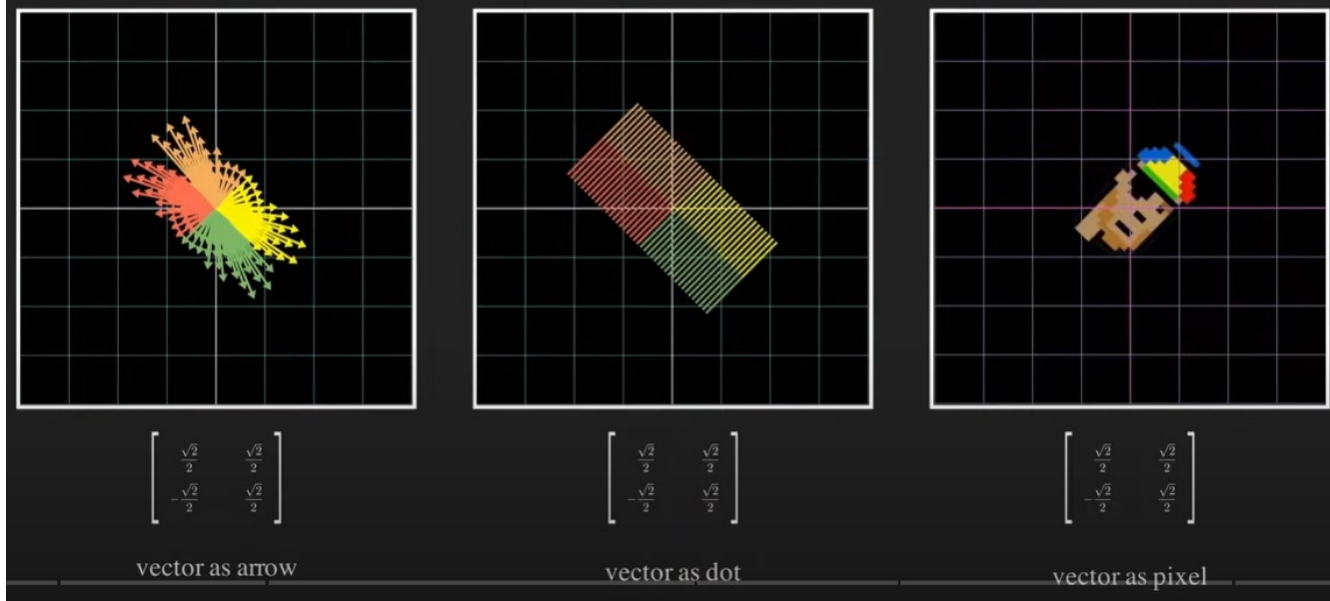 [ √2/2 √2/2 ] [ √2/2 √2/2 ] [ √2/2 √2/2 ]
[ -√2/2 √2/2 ] [ -√2/2 √2/2 ] [ -√2/2 √2/2 ]
vector as arrow
vector as dot
vector as pixel